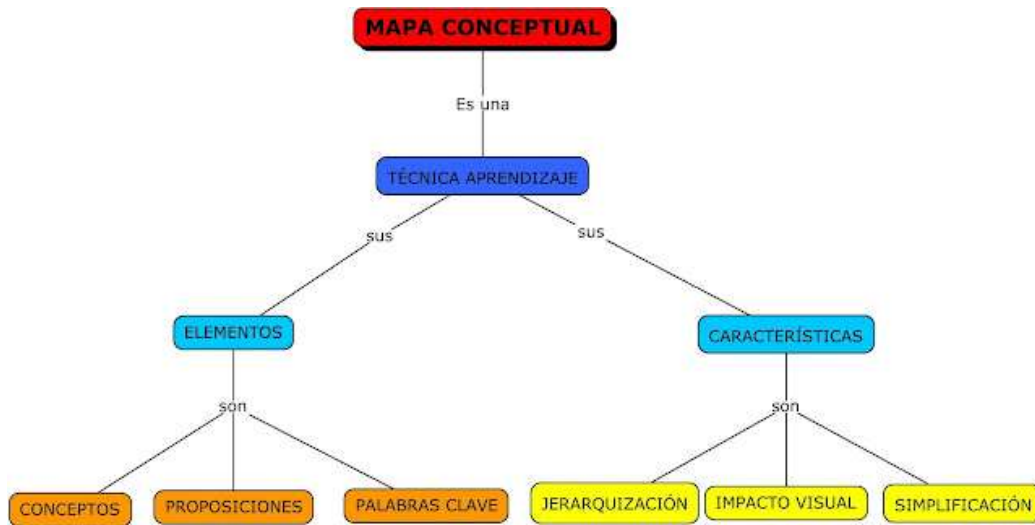 MAPA CONCEPTUAL
Es una
TÉCNICA APRENDIZAJE
sus
sus
ELEMENTOS
CARACTERÍSTICAS
son
son
CONCEPTOS
PROPOSICIONES
PALABRAS CLAVE
JERARQUIZACIÓN
IMPACTO VISUAL
SIMPLIFICACIÓN